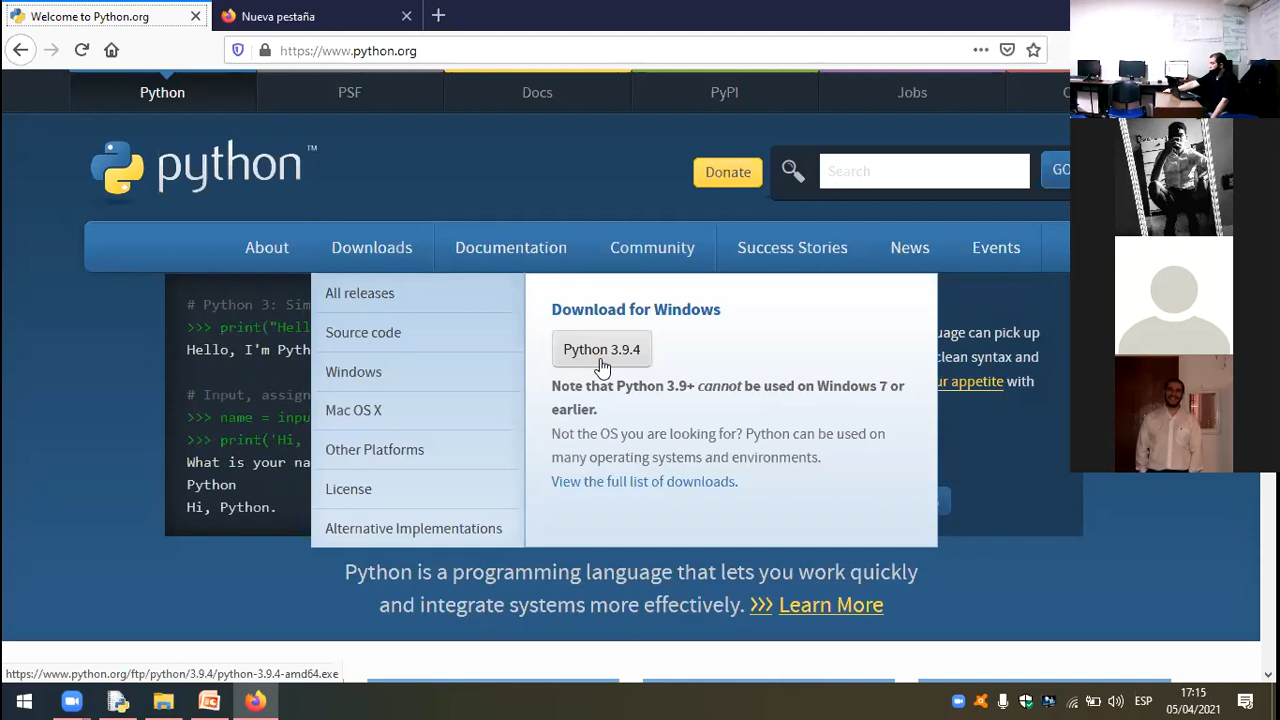 Welcome to Python.org
Nueva pestaña
https://www.python.org
Python
PSF
Docs
PyPI
Jobs
python™
Donate
Search
GO
About
Downloads
Documentation
Community
Success Stories
News
Events
All releases
Source code
Windows
Mac OS X
Other Platforms
License
Alternative Implementations
Download for Windows
Python 3.9.4
Note that Python 3.9+ cannot be used on Windows 7 or
earlier.
Not the OS you are looking for? Python can be used on
many operating systems and environments.
View the full list of downloads.
# Python 3: Sim
>>> print("Hell
Hello, I'm Pyth
# Input, assign
>>> name = inpu
>>> print('Hi,
What is your na
Python
Hi, Python.
uage can pick up
clean syntax and
ur appetite with
Python is a programming language that lets you work quickly
and integrate systems more effectively. >>> Learn More
https://www.python.org/ftp/python/3.9.4/python-3.9.4-amd64.exe
ESP
17:15
05/04/2021